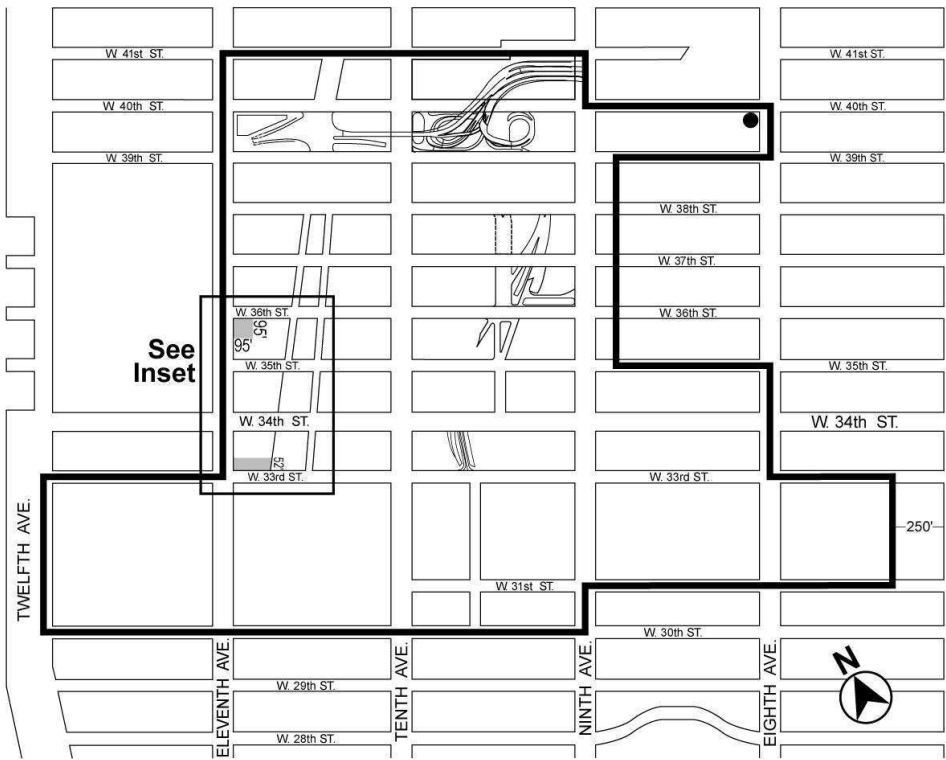 W. 41st ST.
W. 41st ST.
W. 40th ST.
W. 40th ST.
W. 39th ST.
W. 39th ST.
W. 38th ST.
W. 37th ST.
W. 36th ST.
W. 36th ST.
95'
95'
See
Inset
W. 35th ST.
W. 35th ST.
W. 34th ST.
W. 34th ST.
52'
W. 33rd ST.
W. 33rd ST.
250'
TWELFTH AVE.
W. 31st ST.
W. 30th ST.
ELEVENTH AVE.
TENTH AVE.
NINTH AVE.
EIGHTH AVE.
N
W. 29th ST.
W. 28th ST.